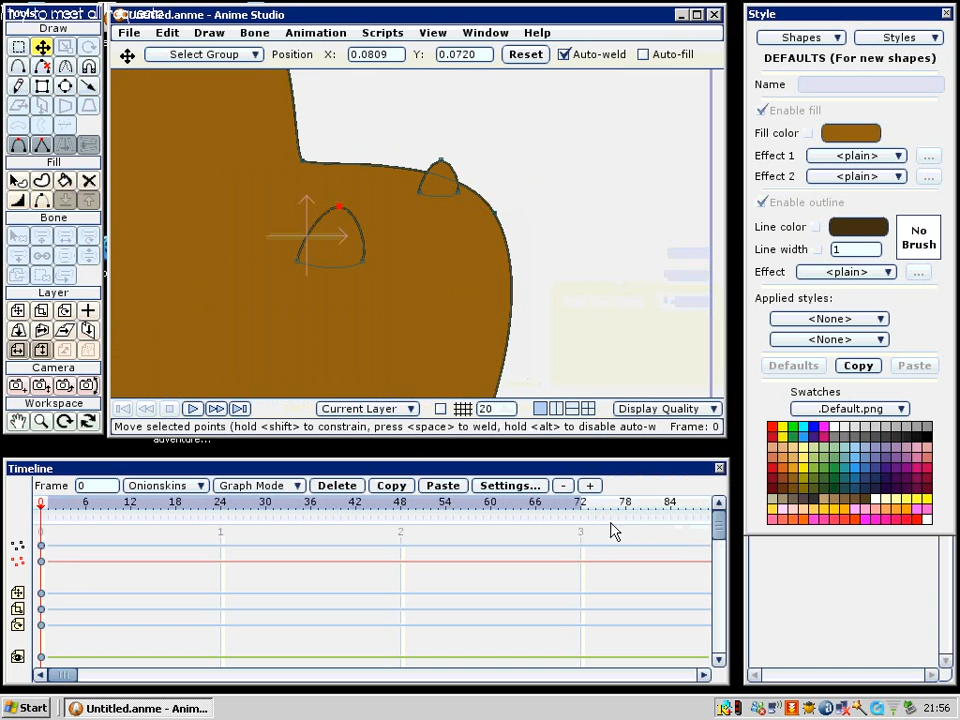 Draw
Fill
Bone
Layer
Camera
Workspace
Untitled.anme - Anime Studio
File Edit Draw Bone Animation Scripts View Window Help
Select Group Position X: 0.0809 Y: 0.0720 Reset Auto-weld Auto-fill
Current Layer 20 Display Quality
Move selected points (hold <shift> to constrain, press <space> to weld, hold <alt> to disable auto-w Frame: 0
adventure...
Style
Shapes Styles
DEFAULTS (For new shapes)
Name
Enable fill
Fill color
Effect 1 <plain> ...
Effect 2 <plain> ...
Enable outline
Line color
Line width 1
No
Brush
Effect <plain> ...
Applied styles:
<None>
<None>
Defaults Copy Paste
Swatches
.Default.png
Timeline
Frame 0 Onionskins Graph Mode Delete Copy Paste Settings... - +
0 6 12 18 24 30 36 42 48 54 60 66 72 78 84
0 1 2 3
Start Untitled.anme - Anim... 21:56